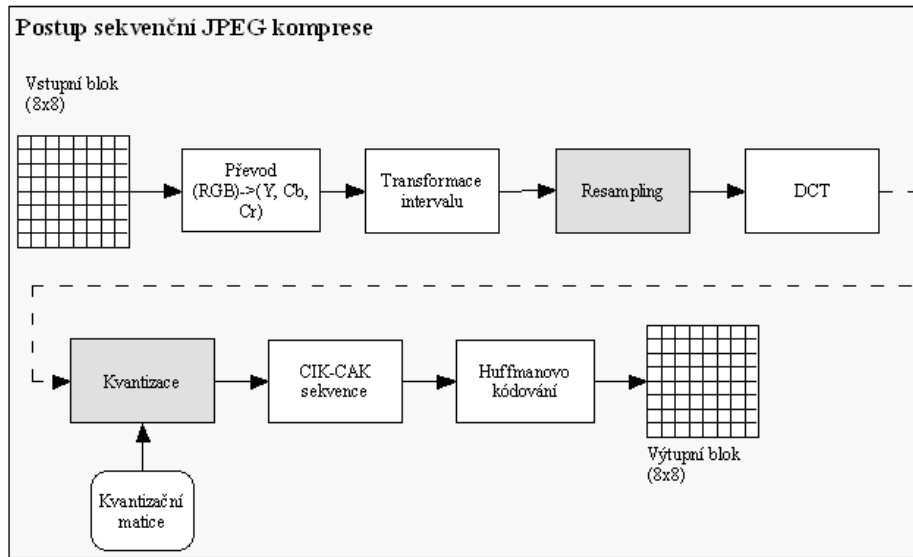 Postup sekvenční JPEG komprese
Vstupní blok
(8x8)
Převod
(RGB)->(Y, Cb,
Cr)
Transformace
intervalu
Resampling
DCT
Kvantizace
CIK-CAK
sekvence
Huffmanovo
kódování
Výtupní blok
(8x8)
Kvantizační
matice